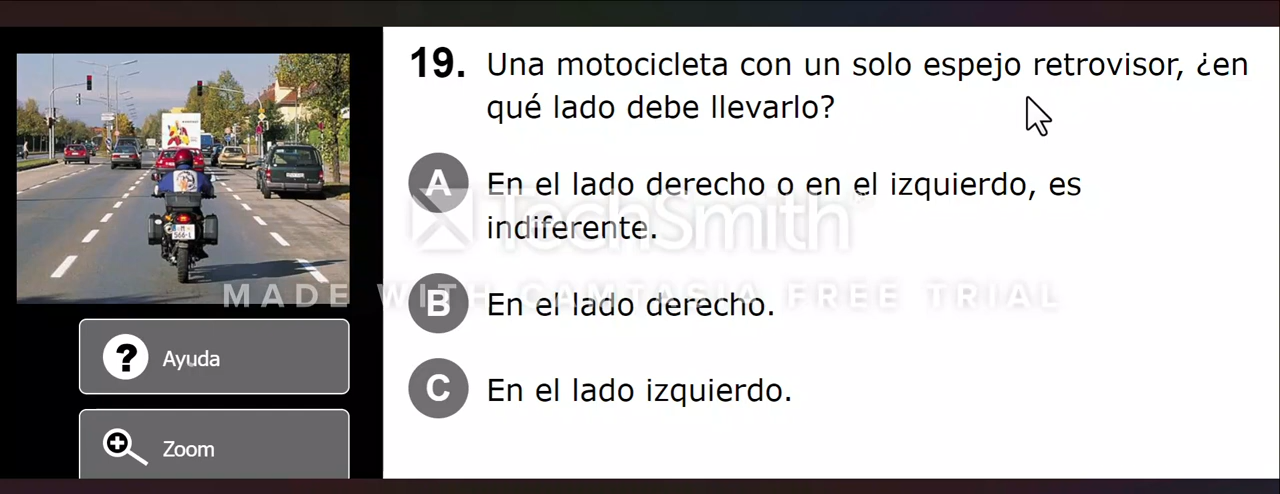 19. Una motocicleta con un solo espejo retrovisor, ¿en
qué lado debe llevarlo?
A En el lado derecho o en el izquierdo, es
indiferente.
TechSmith
MADE WITH CAMTASIA FREE TRIAL
B En el lado derecho.
C En el lado izquierdo.
? Ayuda
Zoom